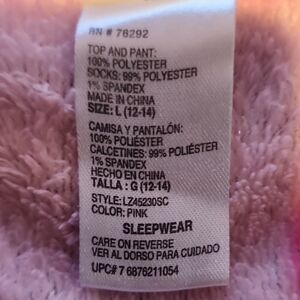 RN # 76292
TOP AND PANT:
100% POLYESTER
SOCKS: 99% POLYESTER
1% SPANDEX
MADE IN CHINA
SIZE: L (12-14)
CAMISA Y PANTALÓN:
100% POLIÉSTER
CALCETINES: 99% POLIÉSTER
1% SPANDEX
HECHO EN CHINA
TALLA : G (12-14)
STYLE: LZ45230SC
COLOR: PINK
SLEEPWEAR
CARE ON REVERSE
VER AL DORSO PARA CUIDADO
UPC# 7 6876211054